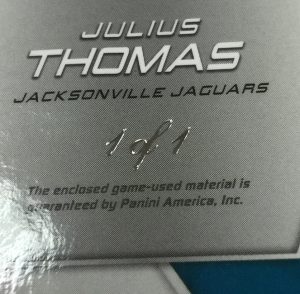 JULIUS
THOMAS
JACKSONVILLE JAGUARS
1 of 1
The enclosed game-used material is
guaranteed by Panini America, Inc.